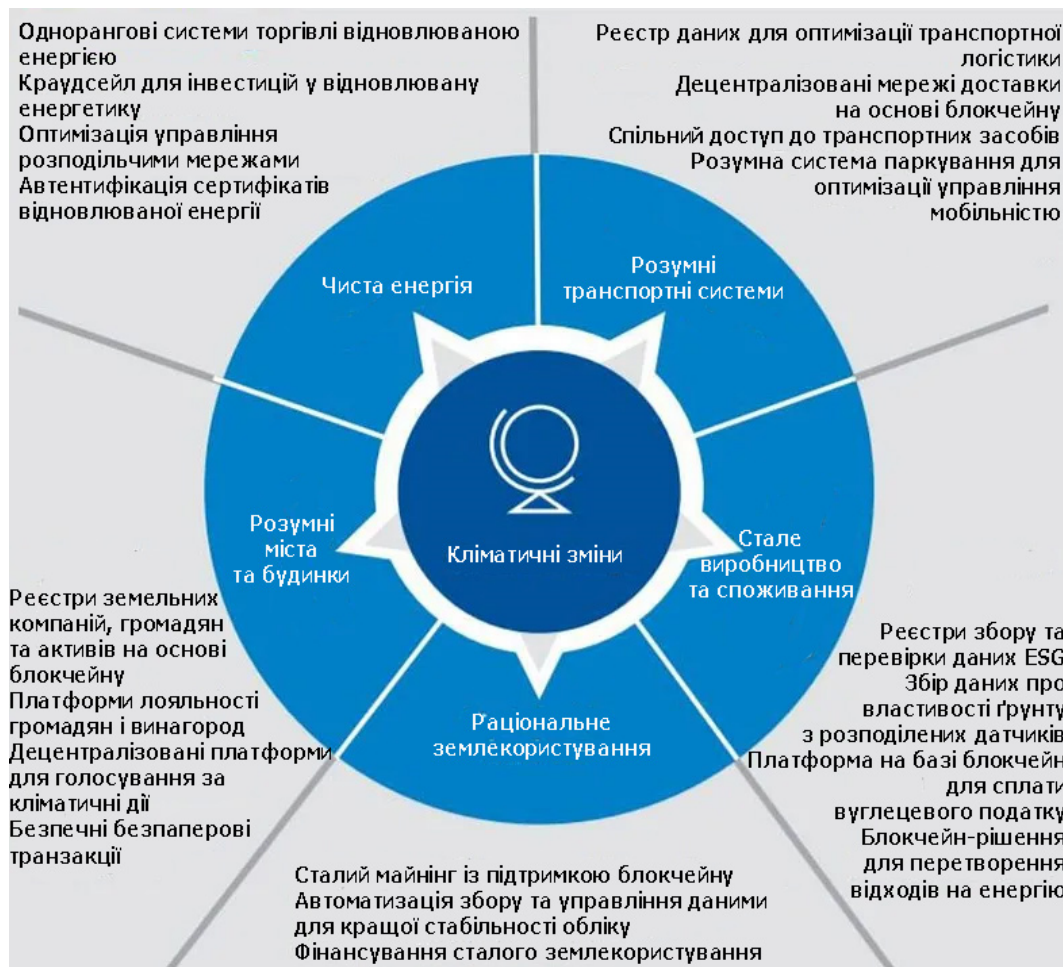 Однорангові системи торгівлі відновлюваною
енергією
Краудсейл для інвестицій у відновлювану
енергетику
Оптимізація управління
розподільчими мережами
Автентифікація сертифікатів
відновлюваної енергії
Реєстр даних для оптимізації транспортної
логістики
Децентралізовані мережі доставки
на основі блокчейну
Спільний доступ до транспортних засобів
Розумна система паркування для
оптимізації управління
мобільністю
Чиста енергія
Розумні
транспортні системи
Розумні
міста
та будинки
Кліматичні зміни
Стале
виробництво
та споживання
Раціональне
землекористування
Реєстри земельних
компаній, громадян
та активів на основі
блокчейну
Платформи лояльності
громадян і винагород
Децентралізовані платформи
для голосування за
кліматичні дії
Безпечні безпаперові
транзакції
Реєстри збору та
перевірки даних ESG
Збір даних про
властивості ґрунту
з розподілених датчиків
Платформа на базі блокчейн
для сплати
вуглецевого податку
Блокчейн-рішення
для перетворення
відходів на енергію
Сталий майнінг із підтримкою блокчейну
Автоматизація збору та управління даними
для кращої стабільності обліку
Фінансування сталого землекористування